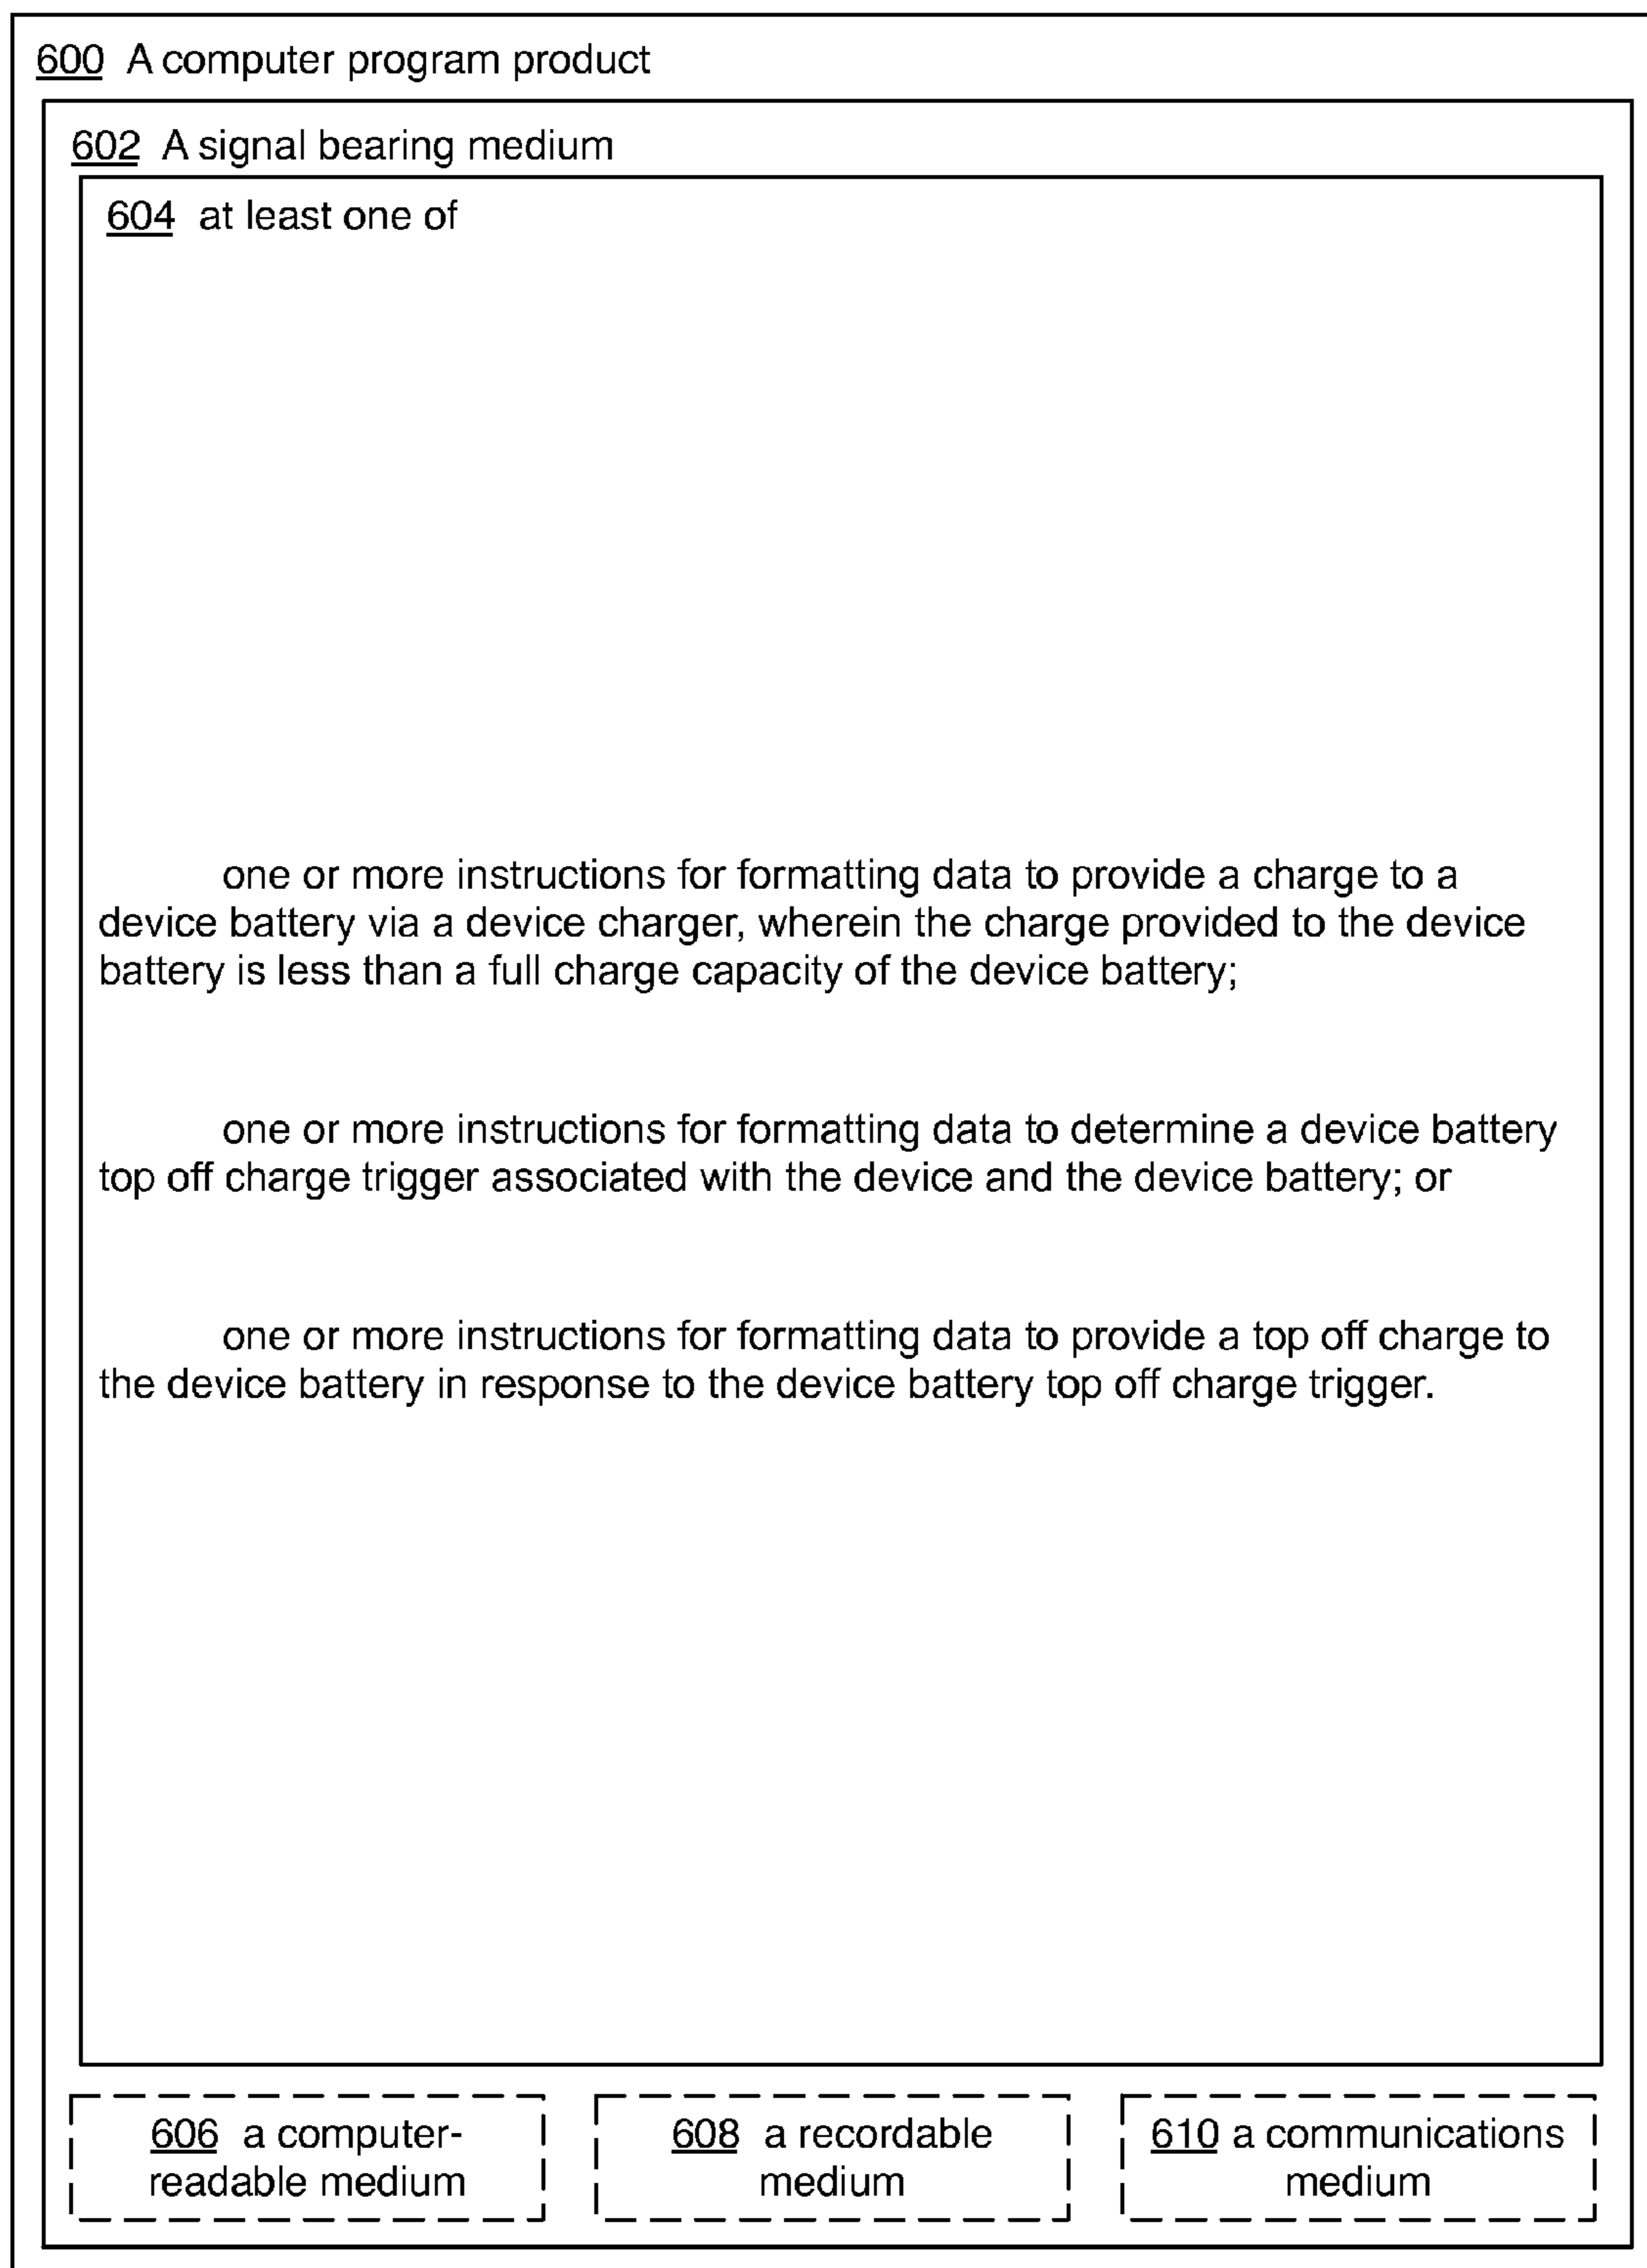 600 A computer program product
602 A signal bearing medium
604 at least one of
one or more instructions for formatting data to provide a charge to a
device battery via a device charger, wherein the charge provided to the device
battery is less than a full charge capacity of the device battery;
one or more instructions for formatting data to determine a device battery
top off charge trigger associated with the device and the device battery; or
one or more instructions for formatting data to provide a top off charge to
the device battery in response to the device battery top off charge trigger.
606 a computer-
readable medium
608 a recordable
medium
610 a communications
medium